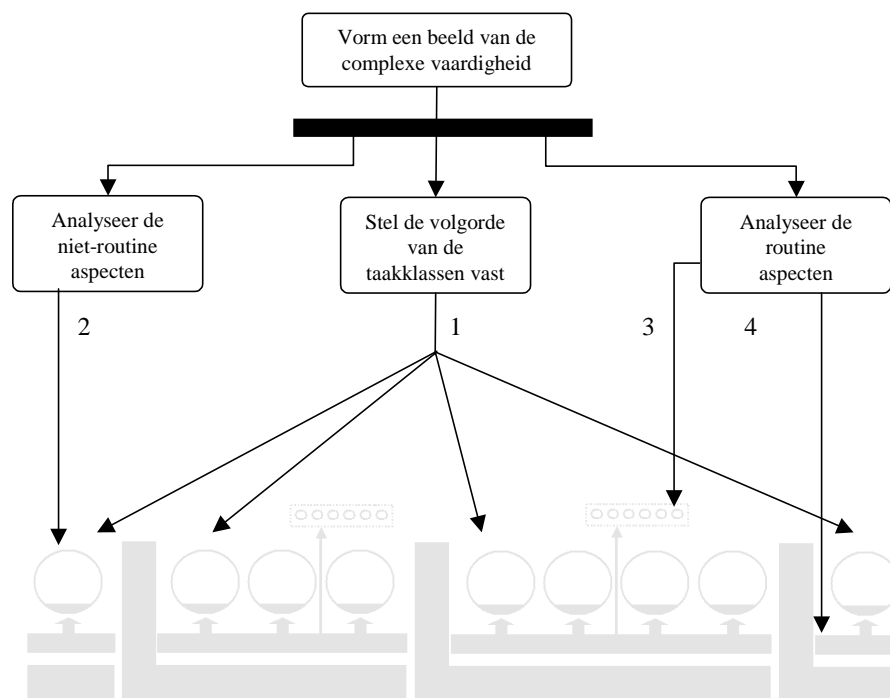 Vorm een beeld van de
complexe vaardigheid
Analyseer de
niet-routine
aspecten
Stel de volgorde
van de
taakklassen vast
Analyseer de
routine
aspecten
2
1
3
4